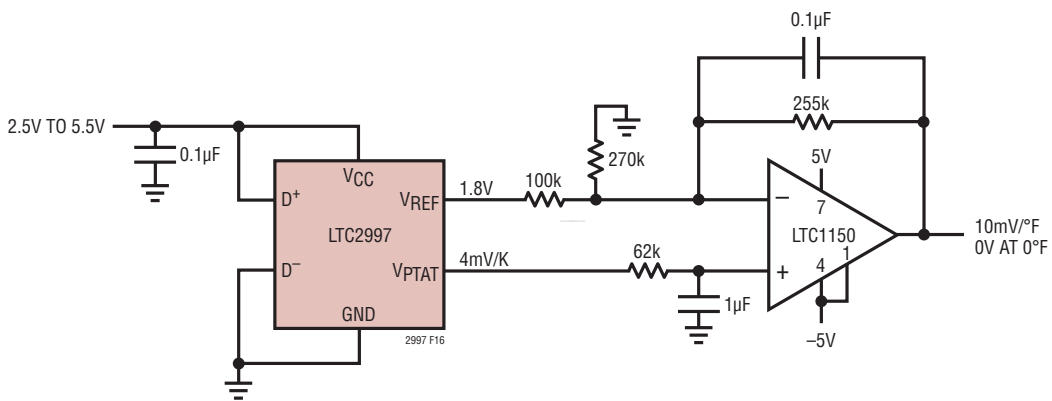 0.1µF
255k
2.5V TO 5.5V
0.1µF
270k
5V
VCC
D+
VREF
1.8V
100k
–
7
LTC2997
LTC1150
10mV/°F
0V AT 0°F
D–
VPTAT
4mV/K
62k
+
4
1
1µF
GND
–5V
2997 F16